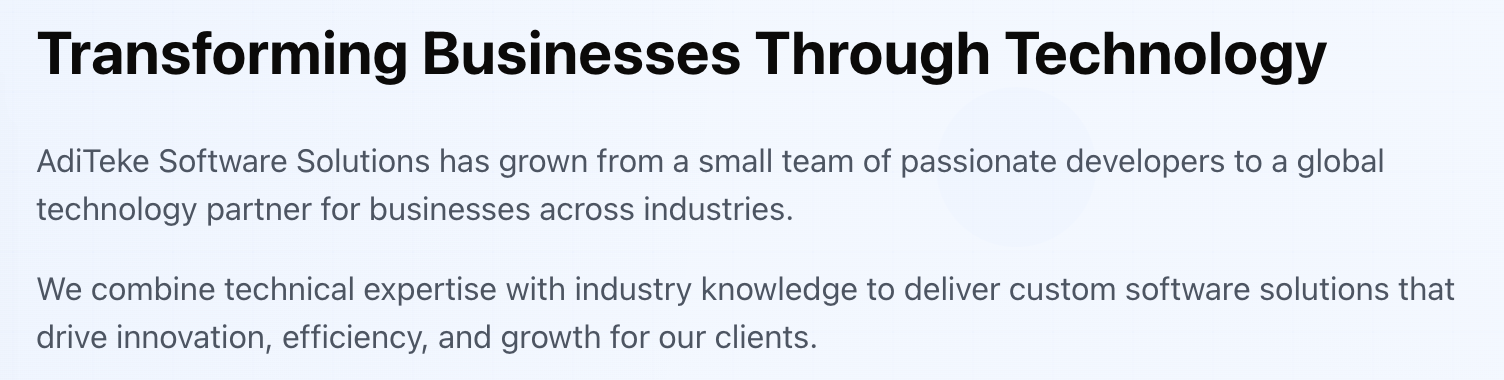 Transforming Businesses Through Technology
AdiTeke Software Solutions has grown from a small team of passionate developers to a global
technology partner for businesses across industries.
We combine technical expertise with industry knowledge to deliver custom software solutions that
drive innovation, efficiency, and growth for our clients.